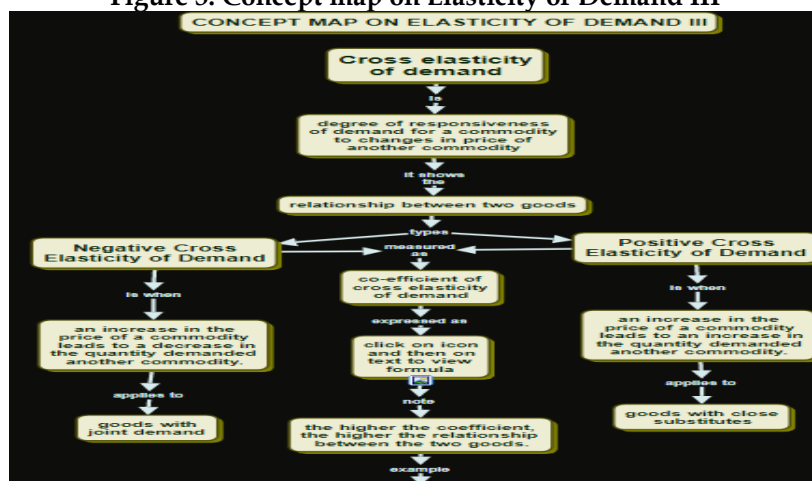 Figure 3. Concept map on Elasticity of Demand III
CONCEPT MAP ON ELASTICITY OF DEMAND III
Cross elasticity
of demand
is
degree of responsiveness
of demand for a commodity
to changes in price of
another commodity
it shows
the
relationship between two goods
types
Negative Cross
Elasticity of Demand
measured
as
Positive Cross
Elasticity of Demand
is when
co-efficient of
cross elasticity
of demand
is when
an increase in the
price of a commodity
leads to a decrease in
the quantity demanded
another commodity.
expressed as
click on icon
and then on
text to view
formula
an increase in the
price of a commodity
leads to an increase in
the quantity demanded
another commodity.
applies to
note
applies to
goods with
joint demand
the higher the coefficient,
the higher the relationship
between the two goods.
goods with close
substitutes
example